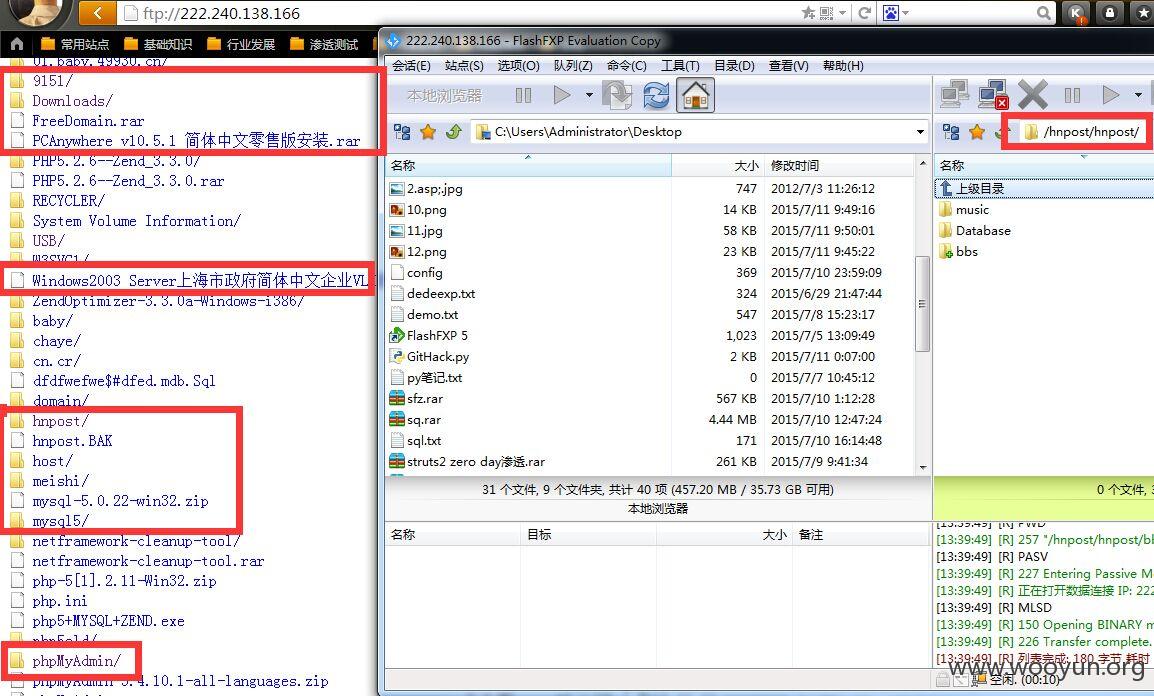 ftp://222.240.138.166
常用站点 基础知识 行业发展 渗透测试
01.baby.49930.cn/
9151/
Downloads/
FreeDomain.rar
PCAnywhere v10.5.1 简体中文零售版安装.rar
PHP5.2.6--Zend_3.3.0/
PHP5.2.6--Zend_3.3.0.rar
RECYCLER/
System Volume Information/
USB/
W3SVC1/
Windows2003 Server上海市政府简体中文企业VL
ZendOptimizer-3.3.0a-Windows-i386/
baby/
chaye/
cn.cr/
dfdfwefwe$#dfed.mdb.Sql
domain/
hnpost/
hnpost.BAK
host/
meishi/
mysql-5.0.22-win32.zip
mysql5/
netframework-cleanup-tool/
netframework-cleanup-tool.rar
php-5[1].2.11-Win32.zip
php.ini
php5+MYSQL+ZEND.exe
php5old/
phpMyAdmin/
phpMyAdmin-3.4.10.1-all-languages.zip
222.240.138.166 - FlashFXP Evaluation Copy
会话(E) 站点(S) 选项(O) 队列(Z) 命令(C) 工具(T) 目录(D) 查看(V) 帮助(H)
本地浏览器
C:\Users\Administrator\Desktop
名称 大小 修改时间
2.asp;.jpg 747 2012/7/3 11:26:12
10.png 14 KB 2015/7/11 9:49:16
11.jpg 58 KB 2015/7/11 9:50:01
12.png 23 KB 2015/7/11 9:45:22
config 369 2015/7/10 23:59:09
dedeexp.txt 324 2015/6/29 21:47:44
demo.txt 547 2015/7/8 15:23:17
FlashFXP 5 1,023 2015/7/5 13:09:49
GitHack.py 2 KB 2015/7/11 0:07:00
py笔记.txt 0 2015/7/7 10:45:12
sfz.rar 567 KB 2015/7/10 1:12:28
sq.rar 4.44 MB 2015/7/10 12:47:24
sql.txt 171 2015/7/10 16:14:48
struts2 zero day渗透.rar 261 KB 2015/7/9 9:41:34
31 个文件, 9 个文件夹, 共计 40 项 (457.20 MB / 35.73 GB 可用)
本地浏览器
名称 目标 大小 备注
/hnpost/hnpost/
名称
上级目录
music
Database
bbs
0 个文件, 3
[13:39:49] [R] PWD
[13:39:49] [R] 257 "/hnpost/hnpost/b
[13:39:49] [R] PASV
[13:39:49] [R] 227 Entering Passive M
[13:39:49] [R] 正在打开数据连接 IP: 222
[13:39:49] [R] MLSD
[13:39:49] [R] 150 Opening BINARY m
[13:39:49] [R] 226 Transfer complete.
[13:39:49] [R] 列表完成: 180 字节 耗时
空闲. (00:10)
www.wooyun.org